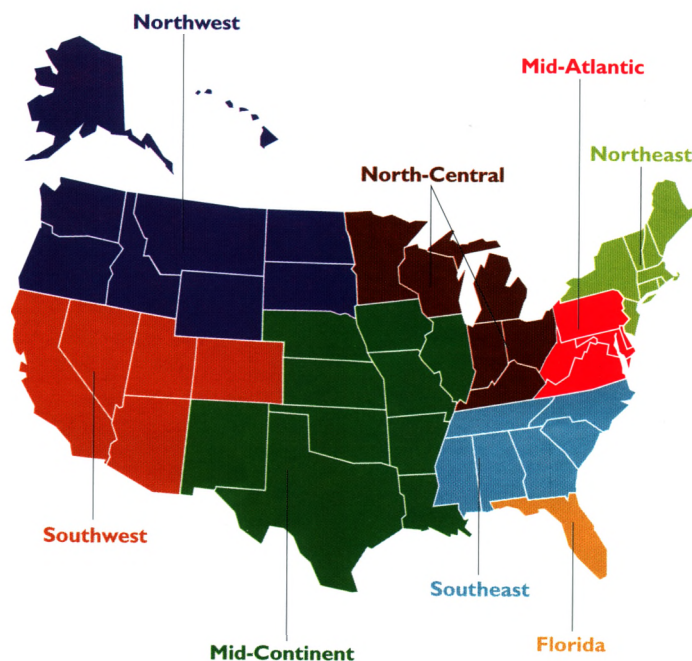 Northwest
Mid-Atlantic
Northeast
North-Central
Southwest
Southeast
Florida
Mid-Continent